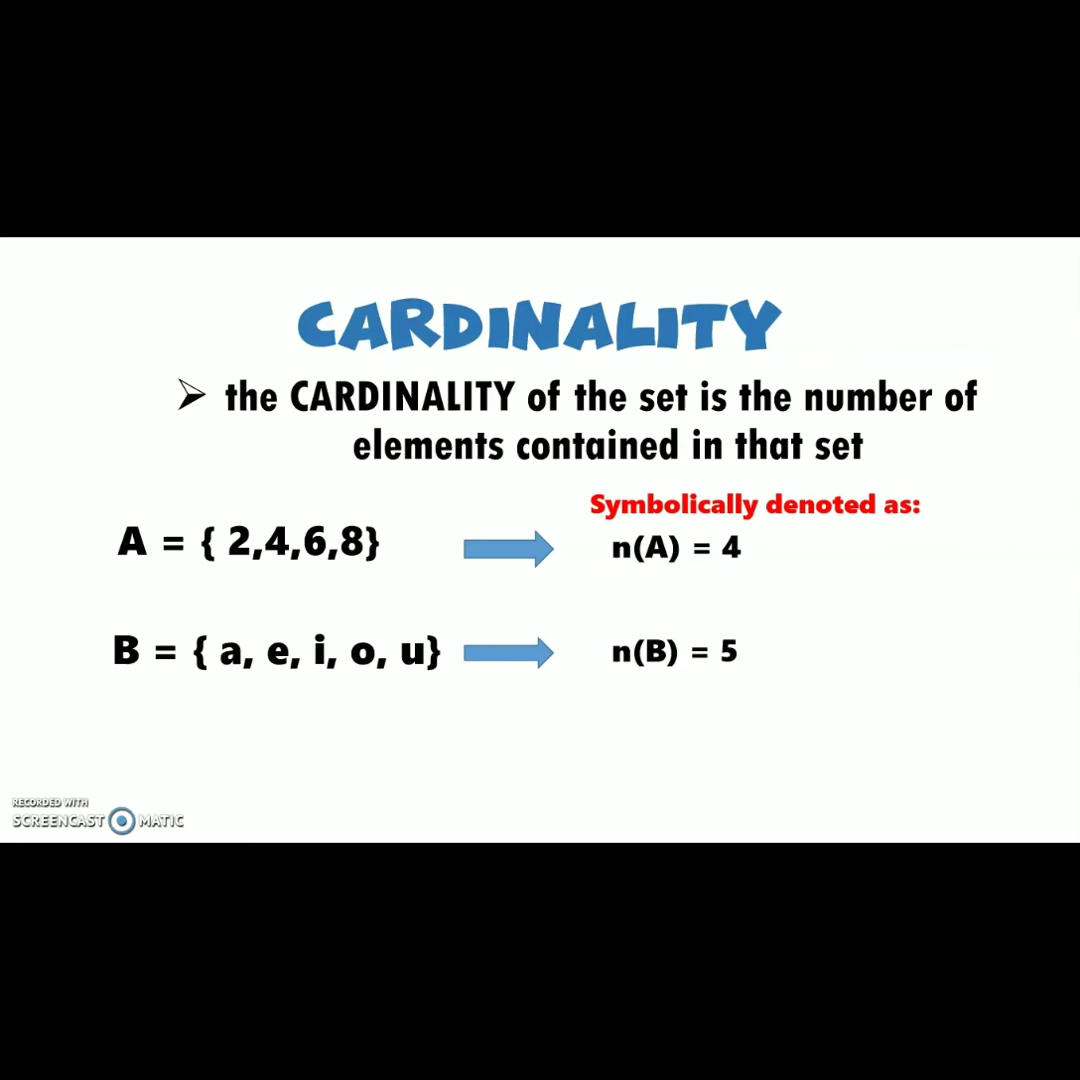 CARDINALITY
➢ the CARDINALITY of the set is the number of
elements contained in that set
Symbolically denoted as:
A = { 2,4,6,8} n(A) = 4
B = { a, e, i, o, u} n(B) = 5
RECORDED WITH
SCREENCAST MATIC